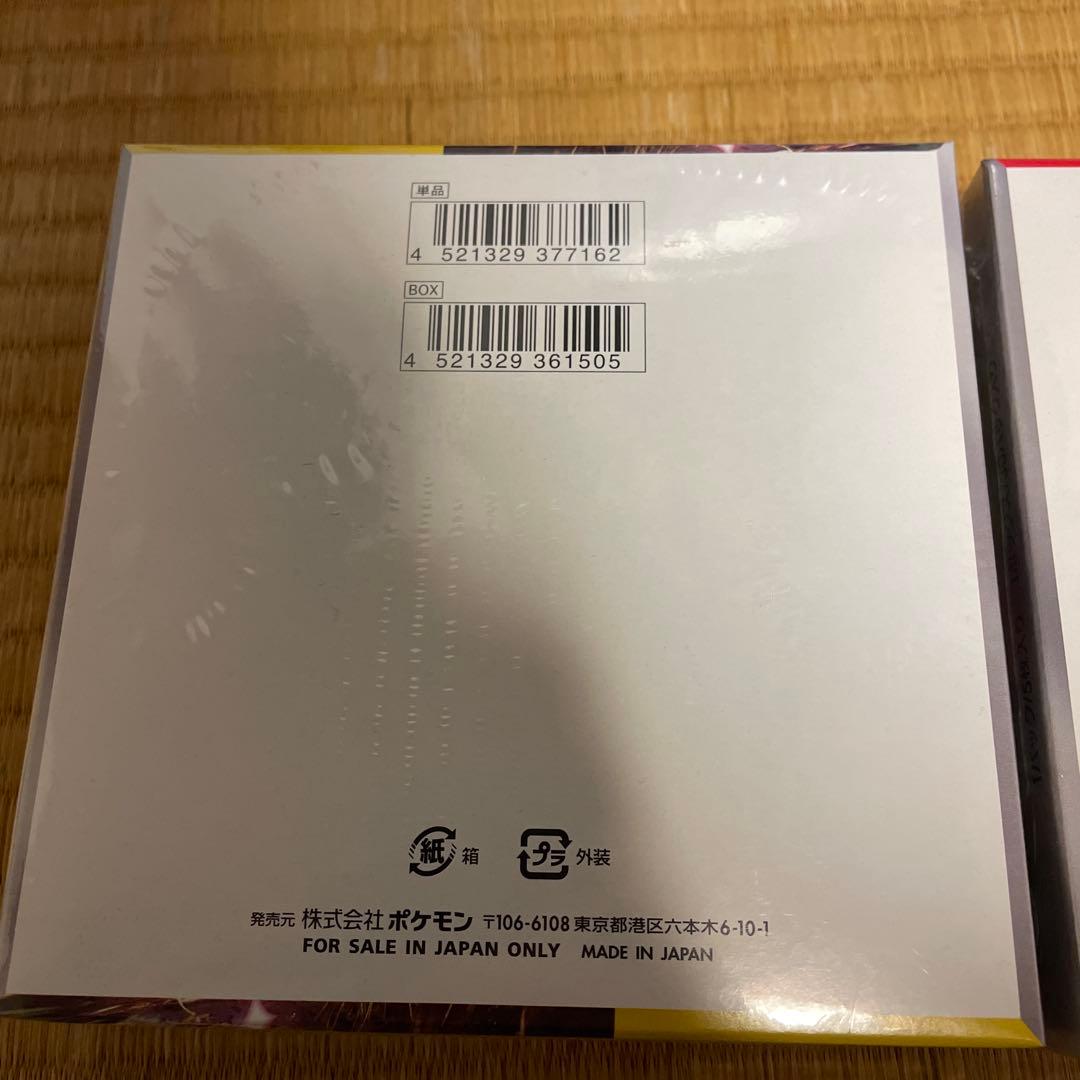 単品
4 521329 377162
BOX
4 521329 361505
紙 箱 プラ 外装
発売元 株式会社ポケモン 〒106-6108 東京都港区六本木6-10-1
FOR SALE IN JAPAN ONLY MADE IN JAPAN